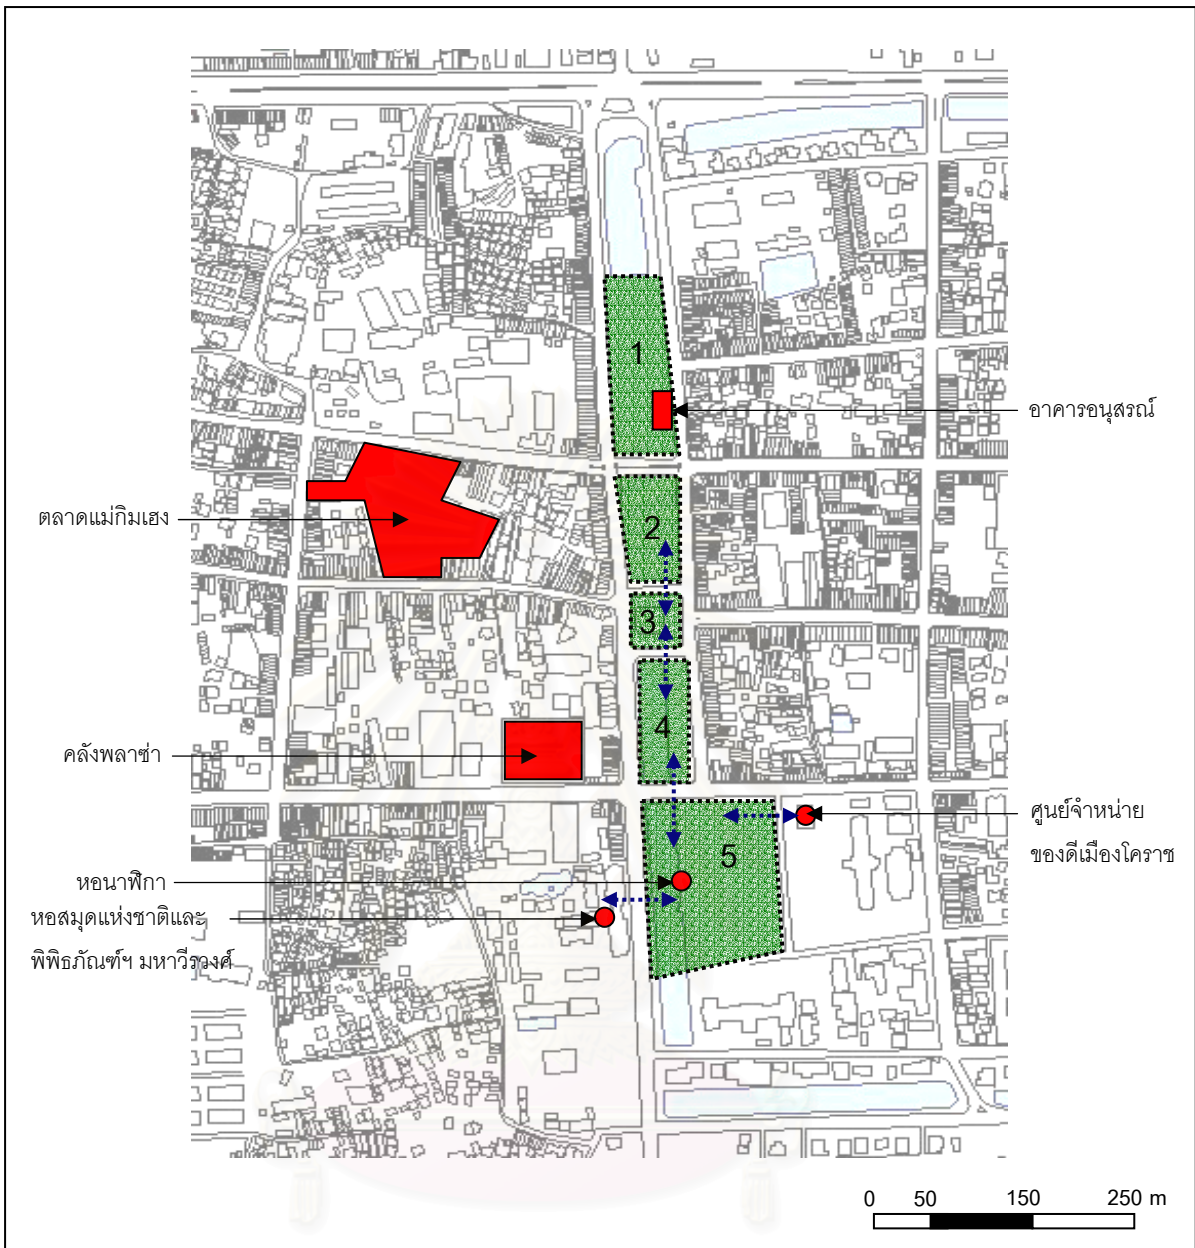 1
อาคารอนุสรณ์
ตลาดแม่กิมเฮง
2
3
4
คลังพลาซ่า
ศูนย์จำหน่าย
ของดีเมืองโคราช
5
หอนาฬิกา
หอสมุดแห่งชาติและ
พิพิธภัณฑ์ฯ มหาวีรวงศ์
0 50 150 250 m